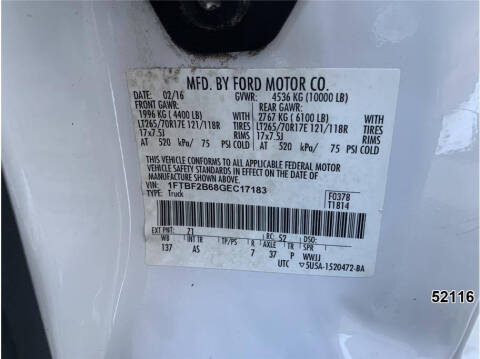 MFD. BY FORD MOTOR CO.
DATE: 02/16 GVWR: 4536 KG (10000 LB)
FRONT GAWR: REAR GAWR:
1996 KG (4400 LB) WITH 2767 KG (6100 LB) WITH
LT265/70R17E 121/118R TIRES LT265/70R17E 121/118R TIRES
17x7.5J RIMS 17x7.5J RIMS
AT 520 kPa/ 75 PSI COLD AT 520 kPa/ 75 PSI COLD
THIS VEHICLE CONFORMS TO ALL APPLICABLE FEDERAL MOTOR
VEHICLE SAFETY STANDARDS IN EFFECT ON THE DATE OF
MANUFACTURE SHOWN ABOVE.
VIN: 1FTBF2B68GEC17183
TYPE: Truck
F0378
T1814
EXT PNT: Z1 RC: 52 DSO:
WB INT TR TP/PS R AXLE TR SPR
137 AS 7 37 P WWJJ
UTC 5U5A-1520472-BA
52116